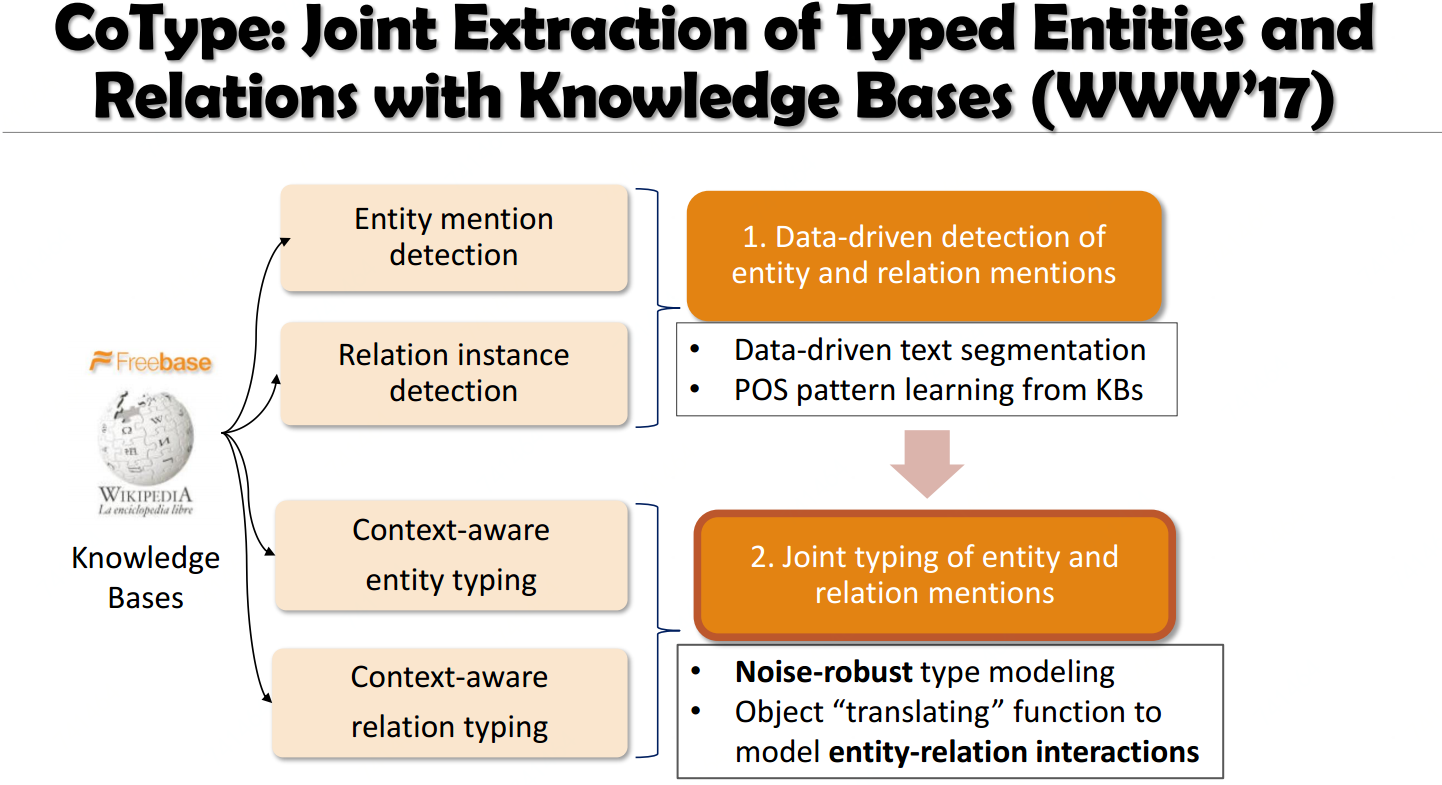 CoType: Joint Extraction of Typed Entities and
Relations with Knowledge Bases (WWW’17)
Entity mention
detection
Relation instance
detection
Freebase
WIKIPEDIA
La enciclopedia libre
Knowledge
Bases
Context-aware
entity typing
Context-aware
relation typing
1. Data-driven detection of
entity and relation mentions
• Data-driven text segmentation
• POS pattern learning from KBs
2. Joint typing of entity and
relation mentions
• Noise-robust type modeling
• Object “translating” function to
model entity-relation interactions